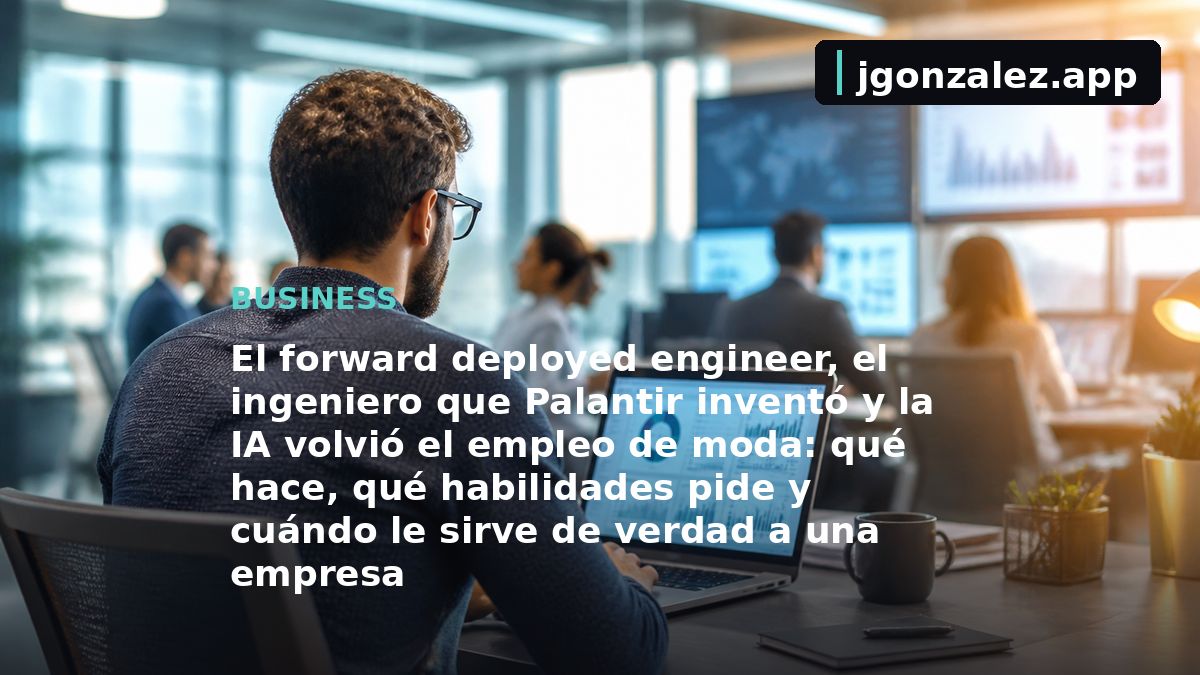 jgonzalez.app
BUSINESS
El forward deployed engineer, el
ingeniero que Palantir inventó y la
IA volvió el empleo de moda: qué
hace, qué habilidades pide y
cuándo le sirve de verdad a una
empresa